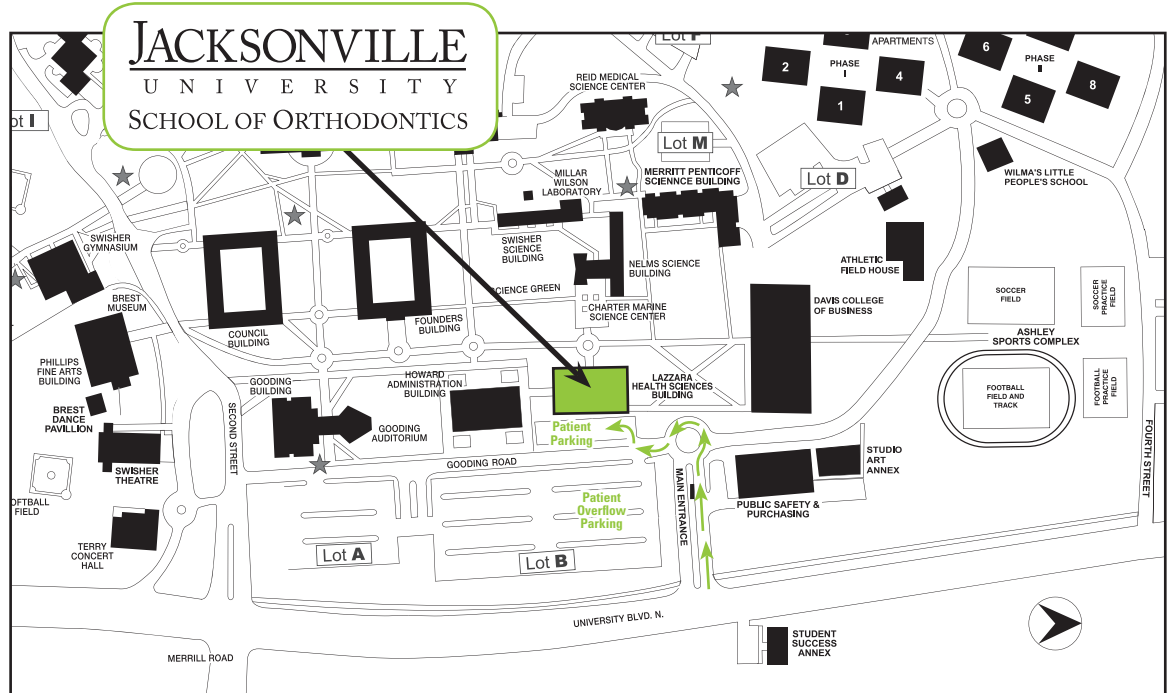 JACKSONVILLE
UNIVERSITY
SCHOOL OF ORTHODONTICS
APARTMENTS
PHASE
I
2
4
1
6
PHASE
II
8
5
REID MEDICAL
SCIENCE CENTER
Lot M
MERRITT PENTICOFF
SCIENNCE BUILDING
Lot D
WILMA'S LITTLE
PEOPLE'S SCHOOL
MILLAR
WILSON
LABORATORY
SWISHER
GYMNASIUM
SWISHER
SCIENCE
BUILDING
NELMS SCIENCE
BUILDING
ATHLETIC
FIELD HOUSE
SCIENCE GREEN
BREST
MUSEUM
CHARTER MARINE
SCIENCE CENTER
DAVIS COLLEGE
OF BUSINESS
SOCCER
FIELD
SOCCER
PRACTICE
FIELD
COUNCIL
BUILDING
FOUNDERS
BUILDING
ASHLEY
SPORTS COMPLEX
PHILLIPS
FINE ARTS
BUILDING
GOODING
BUILDING
HOWARD
ADMINISTRATION
BUILDING
LAZZARA
HEALTH SCIENCES
BUILDING
FOOTBALL
FIELD AND
TRACK
FOOTBALL
PRACTICE
FIELD
BREST
DANCE
PAVILLION
SECOND STREET
GOODING
AUDITORIUM
Patient
Parking
STUDIO
ART
ANNEX
FOURTH STREET
SWISHER
THEATRE
GOODING ROAD
MAIN ENTRANCE
PUBLIC SAFETY &
PURCHASING
FIELD
Patient
Overflow
Parking
TERRY
CONCERT
HALL
Lot A
Lot B
UNIVERSITY BLVD. N.
STUDENT
SUCCESS
ANNEX
MERRILL ROAD